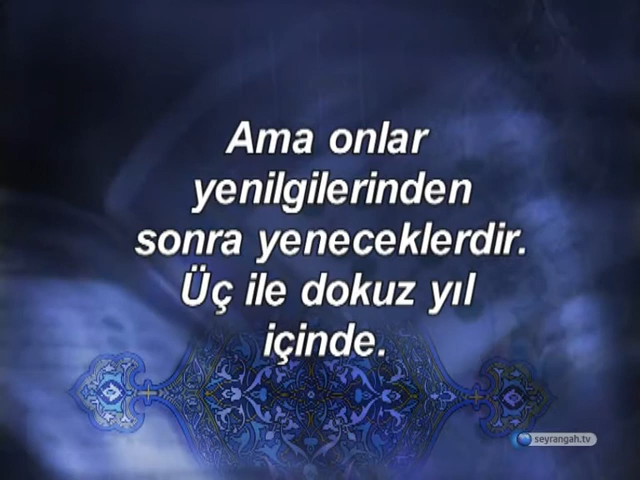 Ama onlar
yenilgilerinden
sonra yeneceklerdir.
Üç ile dokuz yıl
içinde.
seyrangah.tv